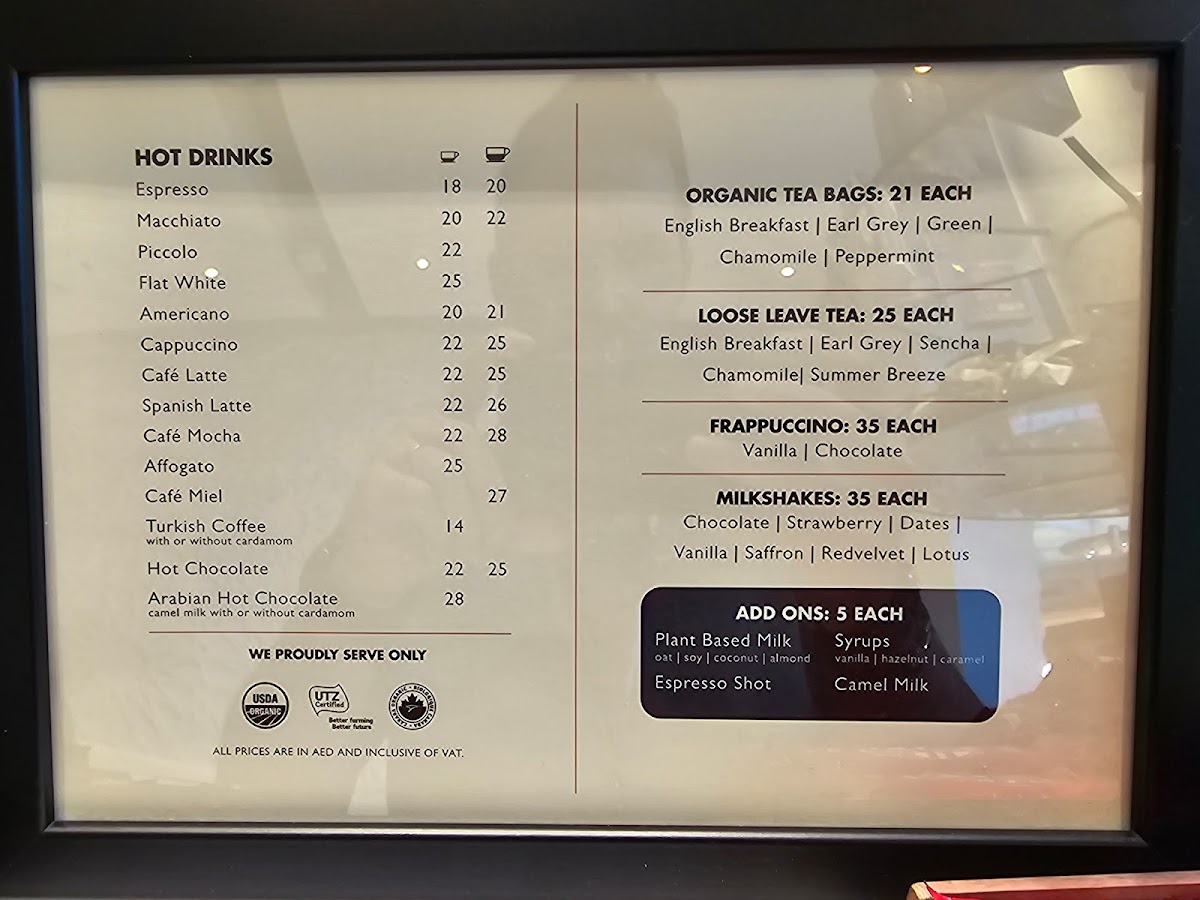 HOT DRINKS
Espresso 18 20
Macchiato 20 22
Piccolo 22
Flat White 25
Americano 20 21
Cappuccino 22 25
Café Latte 22 25
Spanish Latte 22 26
Café Mocha 22 28
Affogato 25
Café Miel 27
Turkish Coffee 14
with or without cardamom
Hot Chocolate 22 25
Arabian Hot Chocolate 28
camel milk with or without cardamom
WE PROUDLY SERVE ONLY
USDA
ORGANIC
UTZ
Certified
Better farming
Better future
CANADA ORGANIC • BIOLOGIQUE CANADA
ALL PRICES ARE IN AED AND INCLUSIVE OF VAT.
ORGANIC TEA BAGS: 21 EACH
English Breakfast | Earl Grey | Green |
Chamomile | Peppermint
LOOSE LEAVE TEA: 25 EACH
English Breakfast | Earl Grey | Sencha |
Chamomile| Summer Breeze
FRAPPUCCINO: 35 EACH
Vanilla | Chocolate
MILKSHAKES: 35 EACH
Chocolate | Strawberry | Dates |
Vanilla | Saffron | Redvelvet | Lotus
ADD ONS: 5 EACH
Plant Based Milk Syrups
oat | soy | coconut | almond vanilla | hazelnut | caramel
Espresso Shot Camel Milk